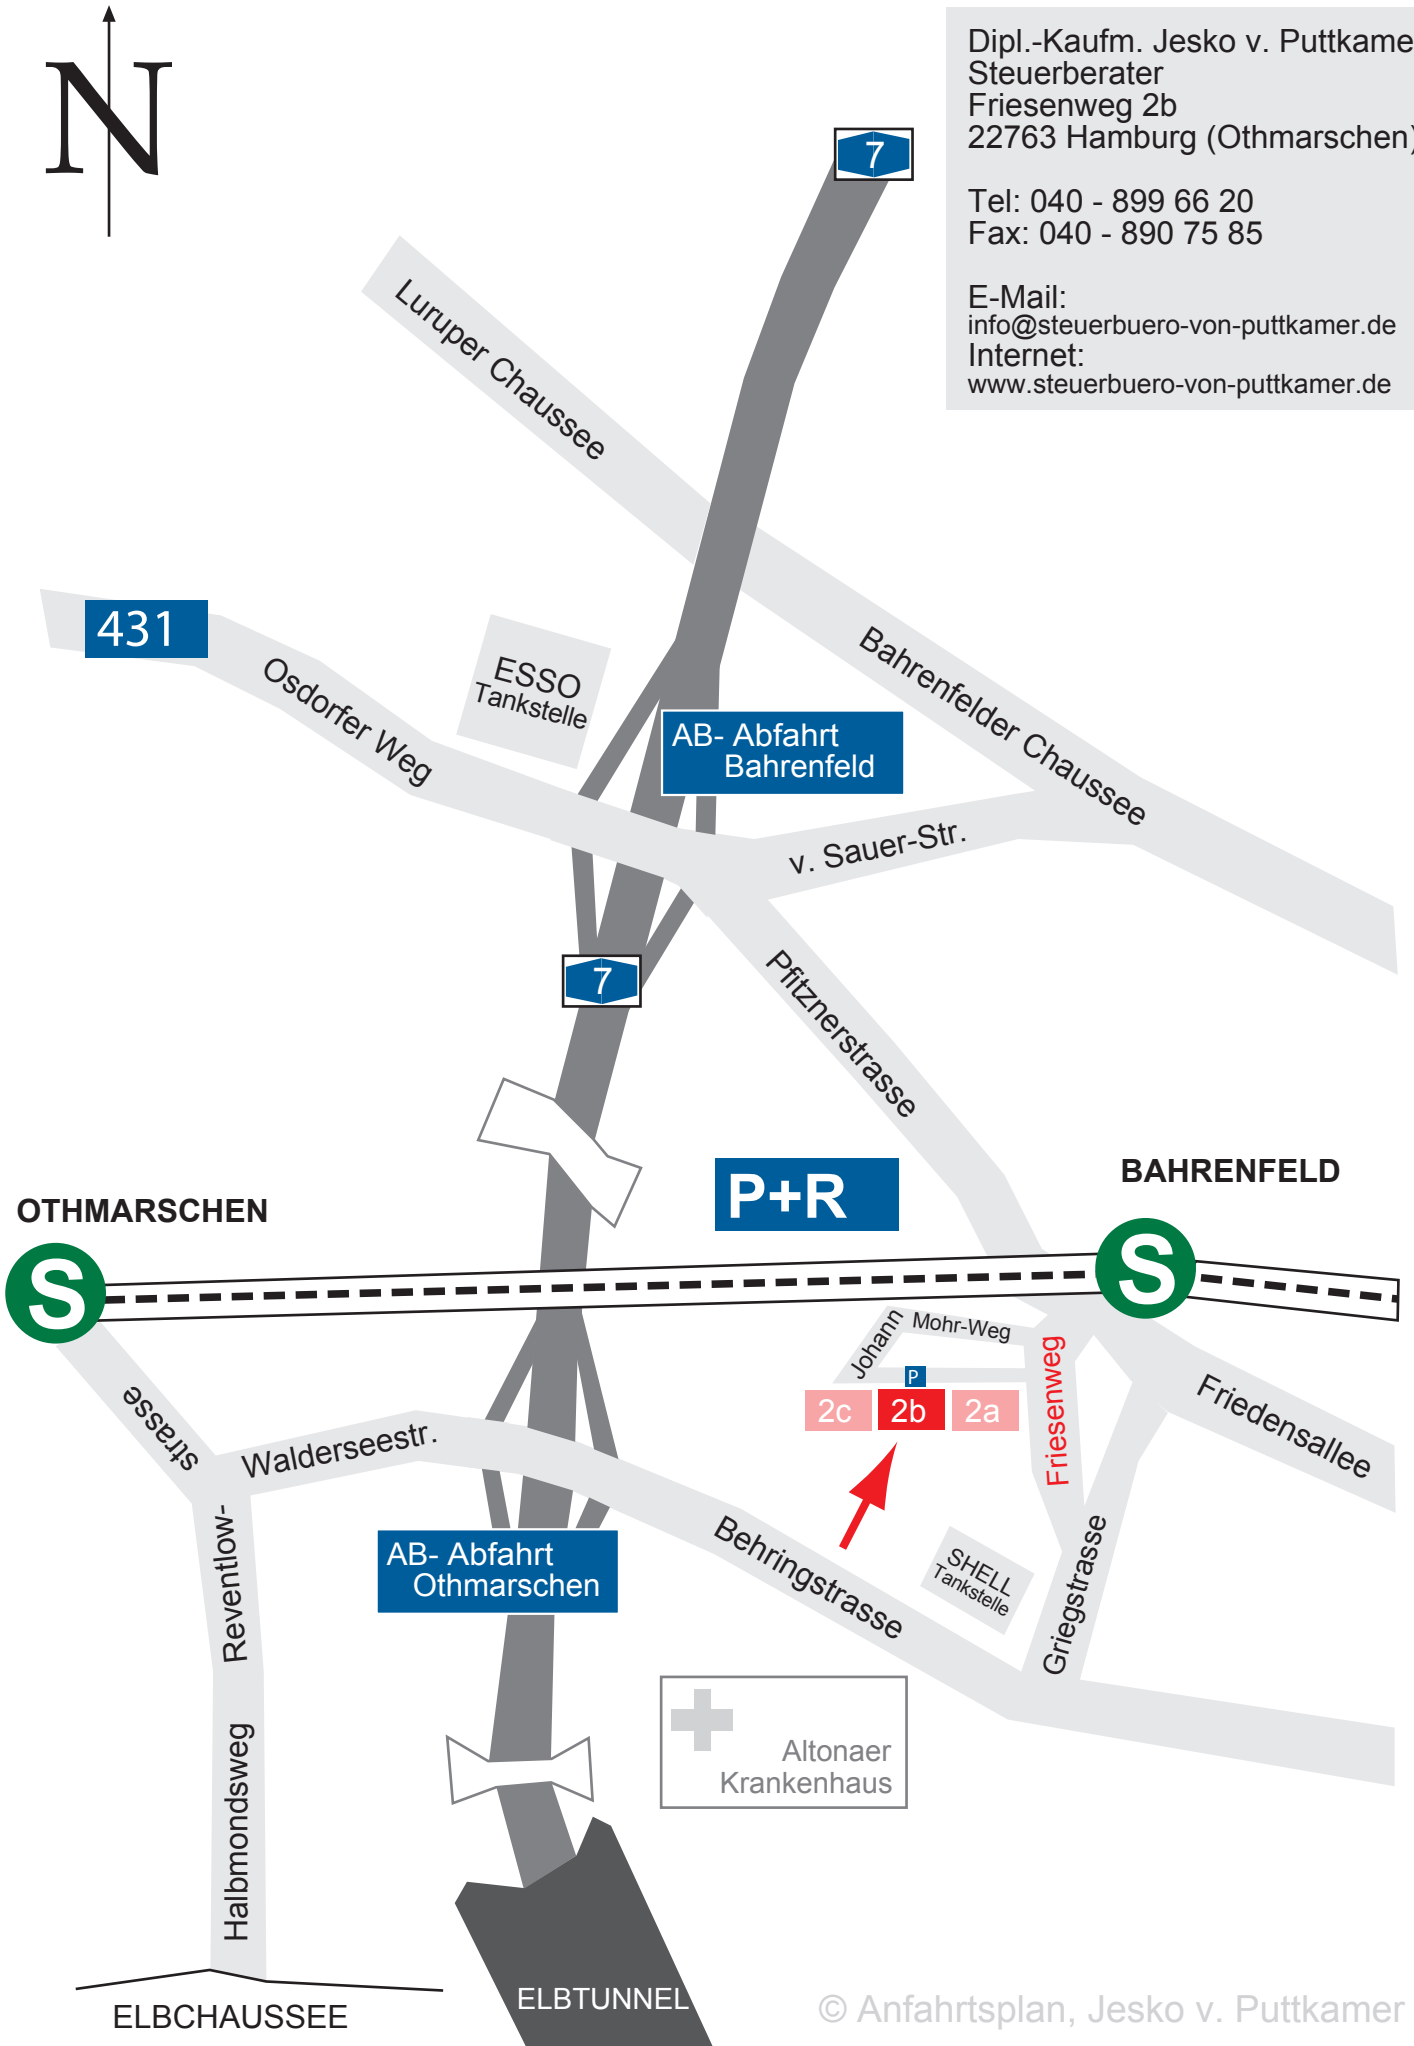 N
Dipl.-Kaufm. Jesko v. Puttkame
Steuerberater
Friesenweg 2b
22763 Hamburg (Othmarschen)
Tel: 040 - 899 66 20
Fax: 040 - 890 75 85
E-Mail:
info@steuerbuero-von-puttkamer.de
Internet:
www.steuerbuero-von-puttkamer.de
7
Luruper Chaussee
431
Osdorfer Weg
ESSO
Tankstelle
AB- Abfahrt
Bahrenfeld
Bahrenfelder Chaussee
v. Sauer-Str.
7
Pfitznerstrasse
P+R
BAHRENFELD
S
OTHMARSCHEN
S
Johann
Mohr-Weg
P
2c
2b
2a
Friesenweg
Friedensallee
strasse
Walderseestr.
Reventlow-
AB- Abfahrt
Othmarschen
Behringstrasse
SHELL
Tankstelle
Griegstrasse
Altonaer
Krankenhaus
Halbmondsweg
ELBTUNNEL
ELBCHAUSSEE
© Anfahrtsplan, Jesko v. Puttkamer